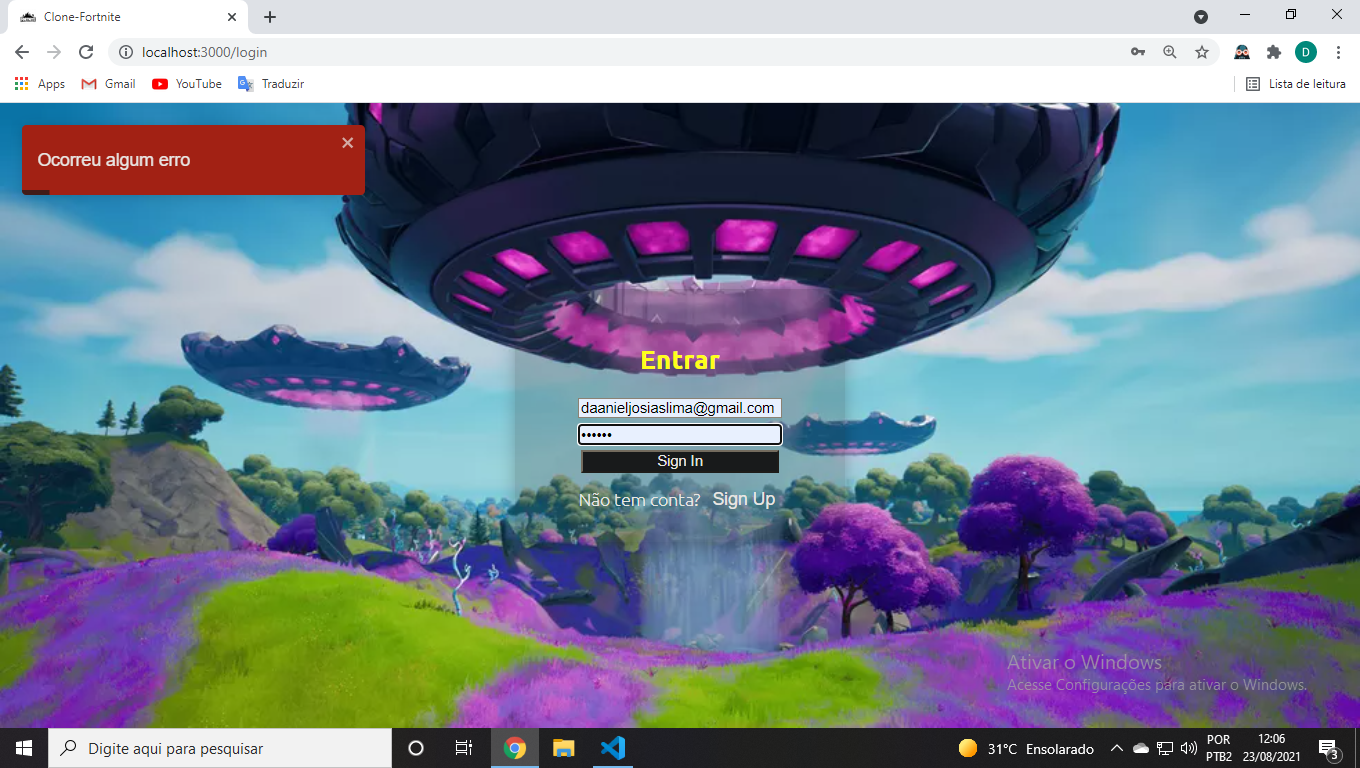 Clone-Fortnite
localhost:3000/login
D
Apps
Gmail
YouTube
Traduzir
Lista de leitura
Ocorreu algum erro
Entrar
daanieljosiaslima@gmail.com
••••••
Sign In
Não tem conta? Sign Up
Ativar o Windows
Acesse Configurações para ativar o Windows.
Digite aqui para pesquisar
31°C Ensolarado
POR
PTB2
12:06
23/08/2021
3